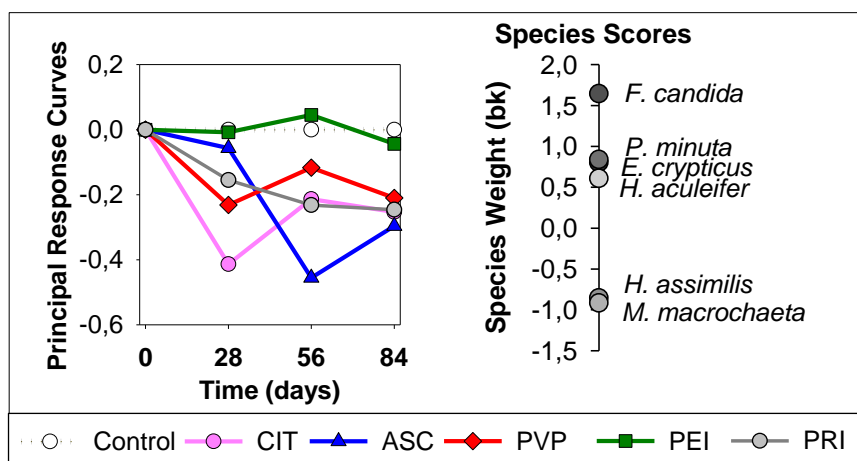 Species Scores
Principal Response Curves
0,2
0,0
-0,2
-0,4
-0,6
0 28 56 84
Time (days)
Species Weight (bk)
2,0
1,5
1,0
0,5
0,0
-0,5
-1,0
-1,5
F. candida
P. minuta
E. crypticus
H. aculeifer
H. assimilis
M. macrochaeta
Control CIT ASC PVP PEI PRI